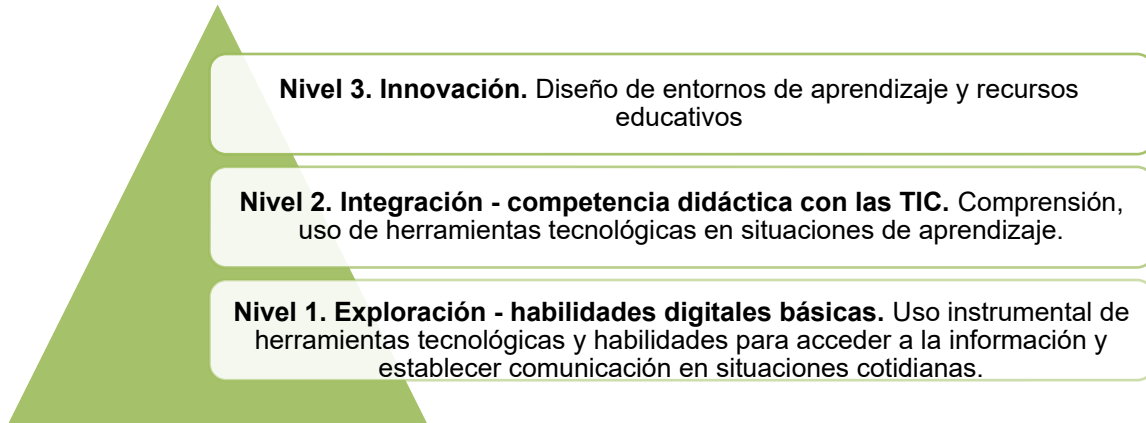 Nivel 3. Innovación. Diseño de entornos de aprendizaje y recursos
educativos
Nivel 2. Integración - competencia didáctica con las TIC. Comprensión,
uso de herramientas tecnológicas en situaciones de aprendizaje.
Nivel 1. Exploración - habilidades digitales básicas. Uso instrumental de
herramientas tecnológicas y habilidades para acceder a la información y
establecer comunicación en situaciones cotidianas.